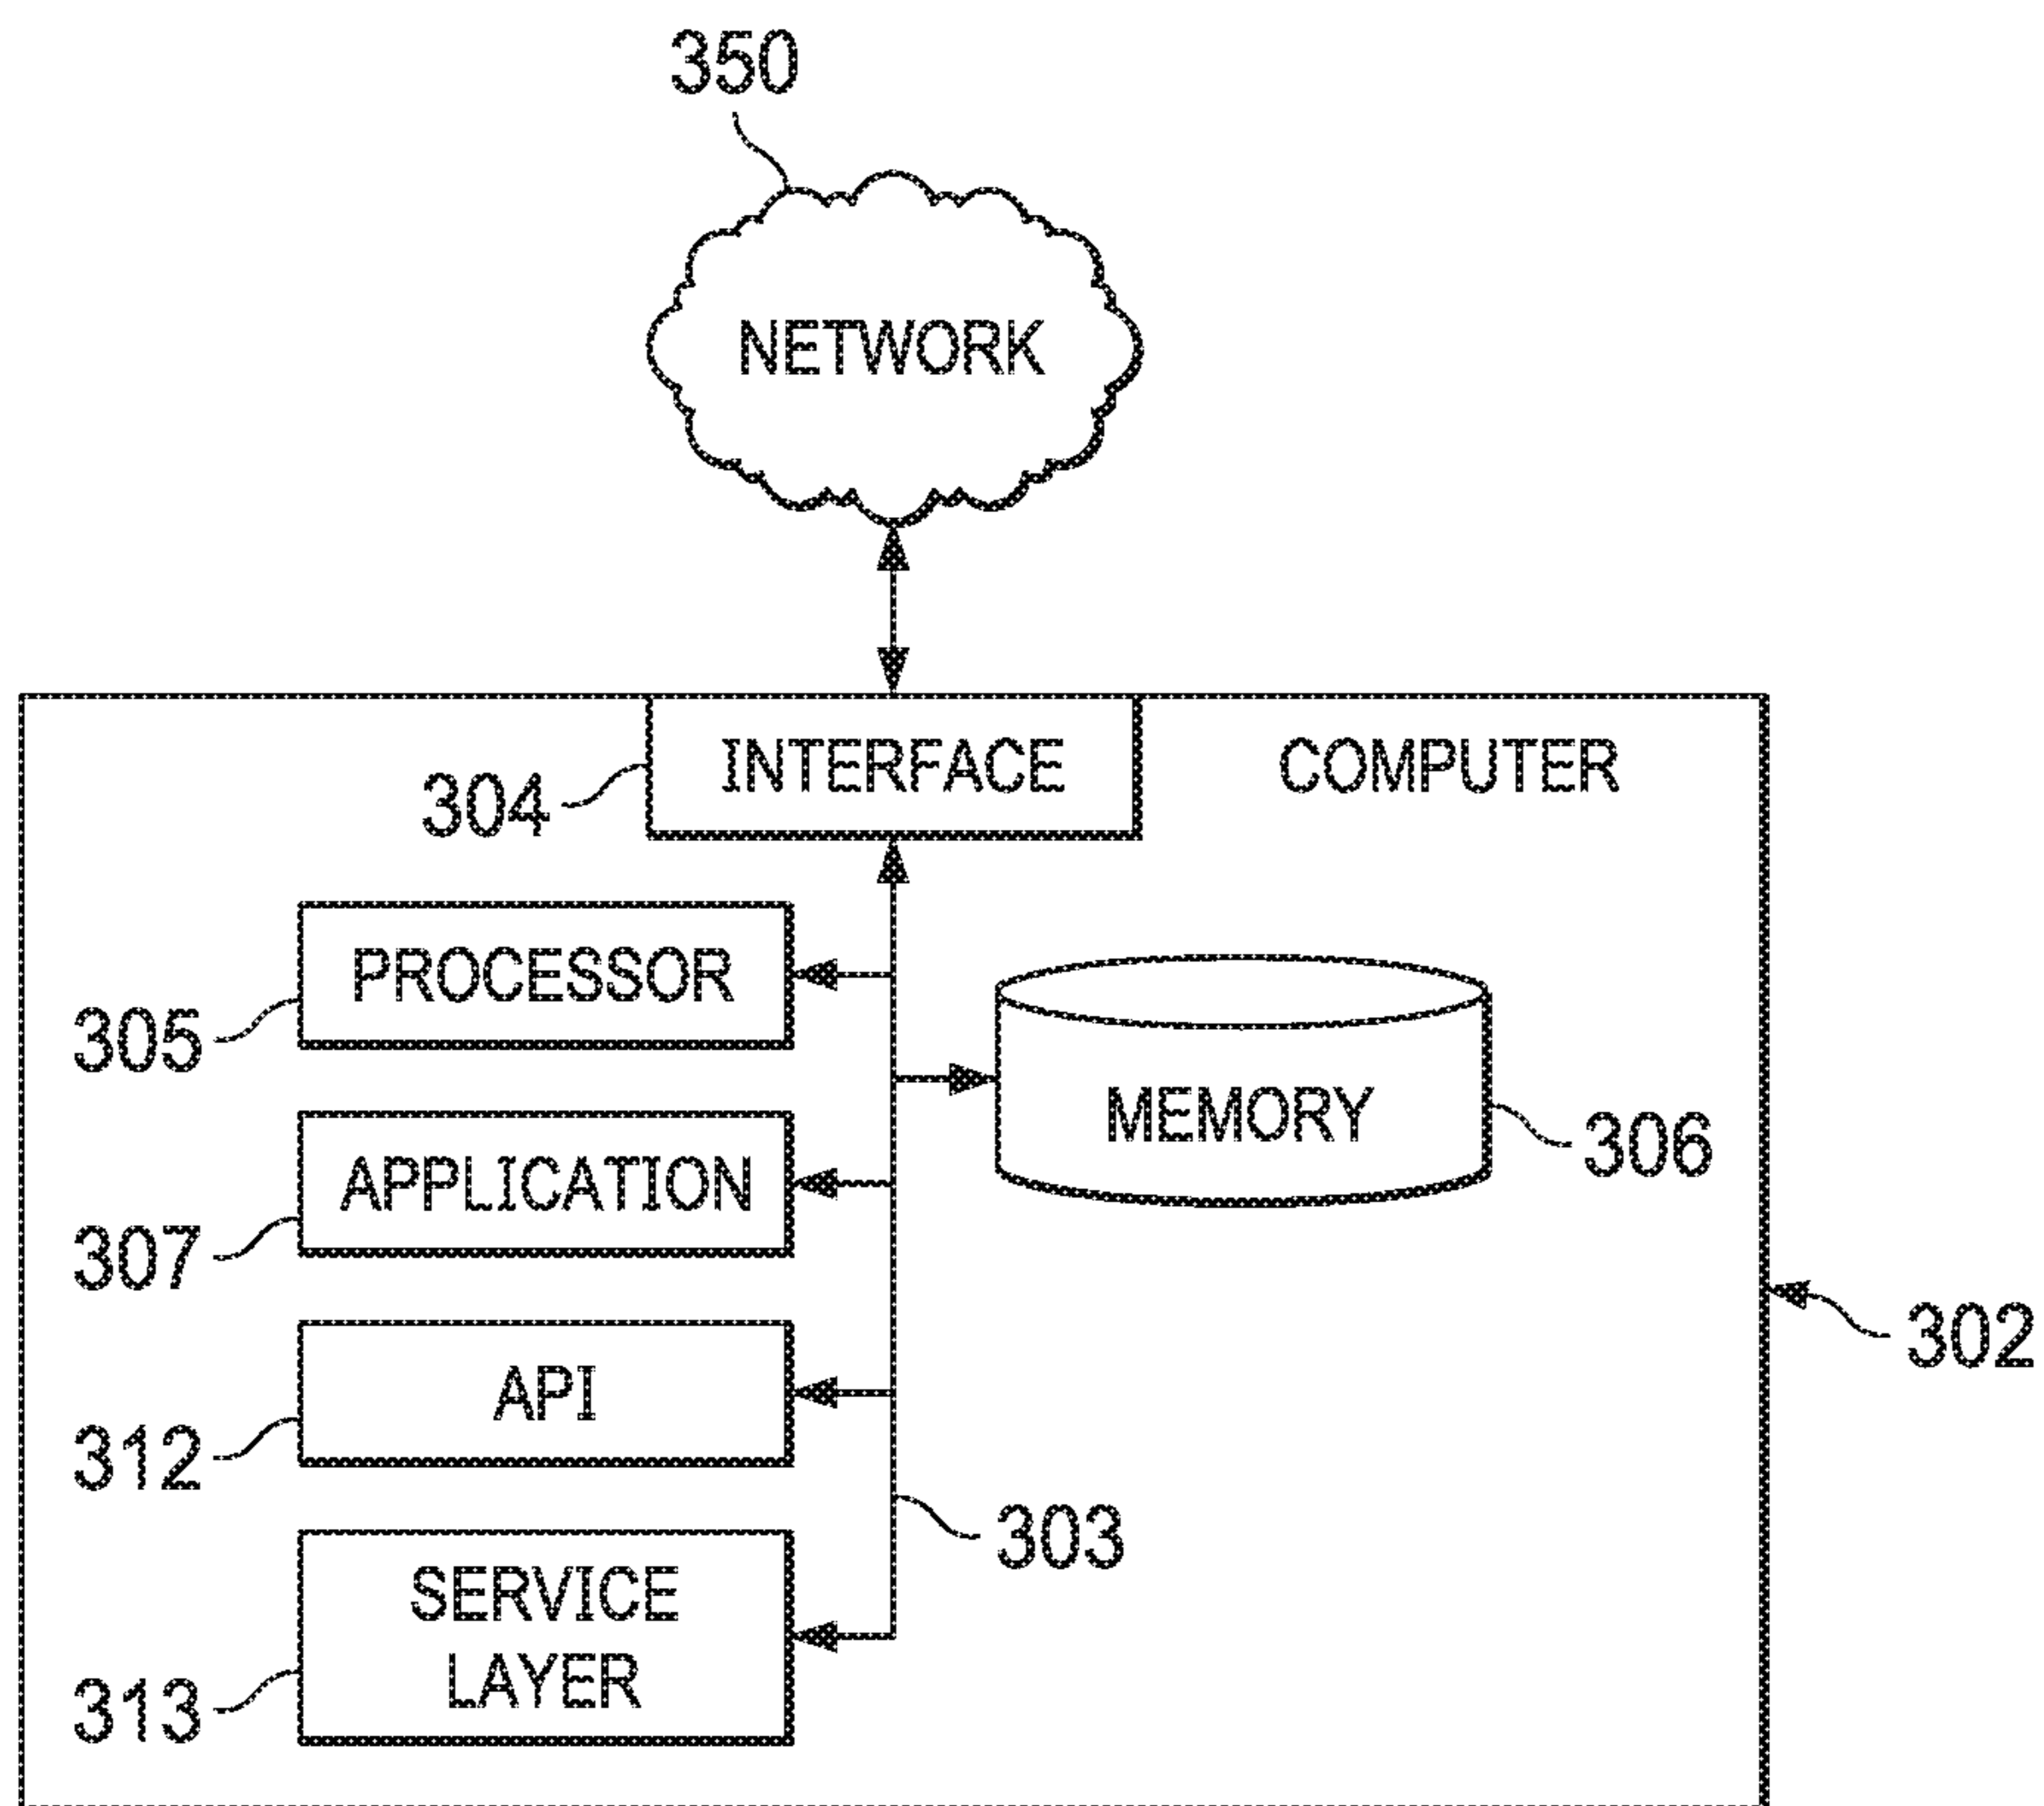 350
NETWORK
INTERFACE
COMPUTER
304
PROCESSOR
305
MEMORY
306
APPLICATION
307
302
API
312
303
SERVICE
LAYER
313